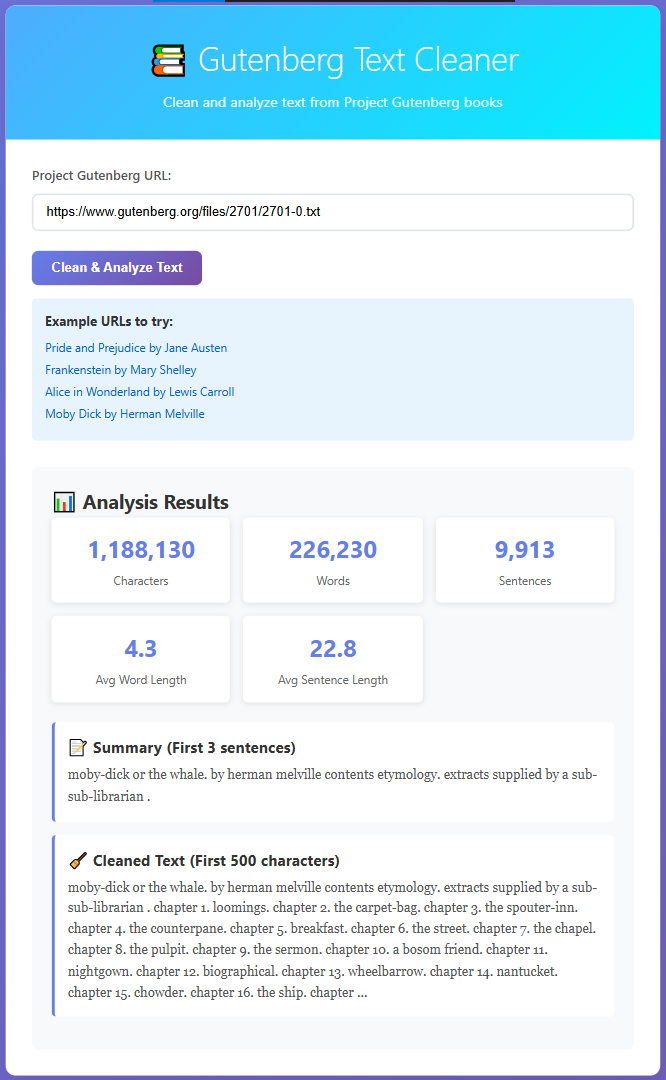 Gutenberg Text Cleaner
Clean and analyze text from Project Gutenberg books
Project Gutenberg URL:
https://www.gutenberg.org/files/2701/2701-0.txt
Clean & Analyze Text
Example URLs to try:
Pride and Prejudice by Jane Austen
Frankenstein by Mary Shelley
Alice in Wonderland by Lewis Carroll
Moby Dick by Herman Melville
Analysis Results
1,188,130
Characters
226,230
Words
9,913
Sentences
4.3
Avg Word Length
22.8
Avg Sentence Length
Summary (First 3 sentences)
moby-dick or the whale. by herman melville contents etymology. extracts supplied by a sub-
sub-librarian .
Cleaned Text (First 500 characters)
moby-dick or the whale. by herman melville contents etymology. extracts supplied by a sub-
sub-librarian . chapter 1. loomings. chapter 2. the carpet-bag. chapter 3. the spouter-inn.
chapter 4. the counterpane. chapter 5. breakfast. chapter 6. the street. chapter 7. the chapel.
chapter 8. the pulpit. chapter 9. the sermon. chapter 10. a bosom friend. chapter 11.
nightgown. chapter 12. biographical. chapter 13. wheelbarrow. chapter 14. nantucket.
chapter 15. chowder. chapter 16. the ship. chapter ...